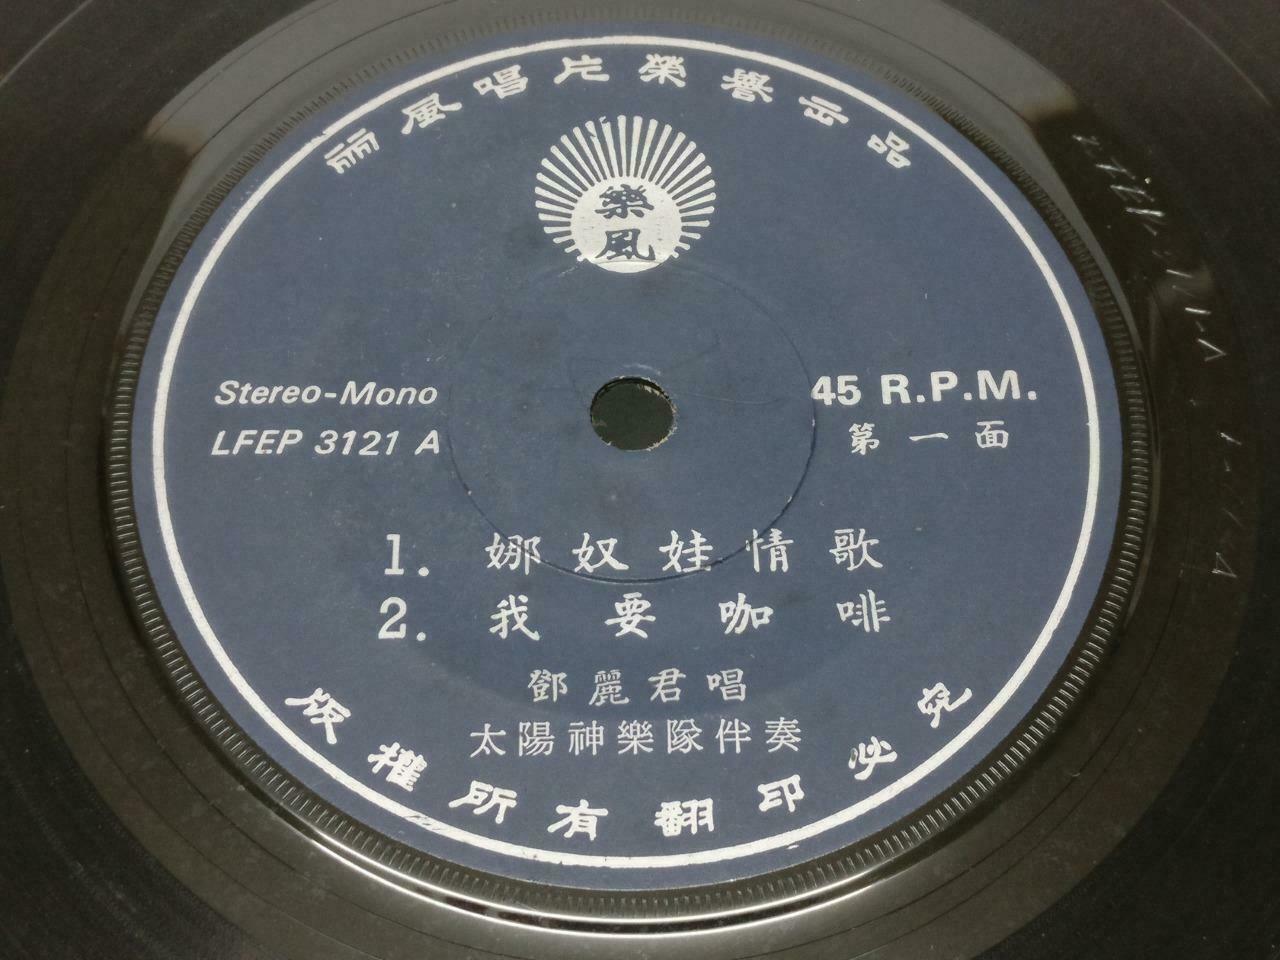 丽風唱片榮譽出品
樂風
Stereo-Mono
LFEP 3121 A
45 R.P.M.
第一面
1. 娜奴娃情歌
2. 我要咖啡
鄧麗君唱
太陽神樂隊伴奏
版權所有翻印必究